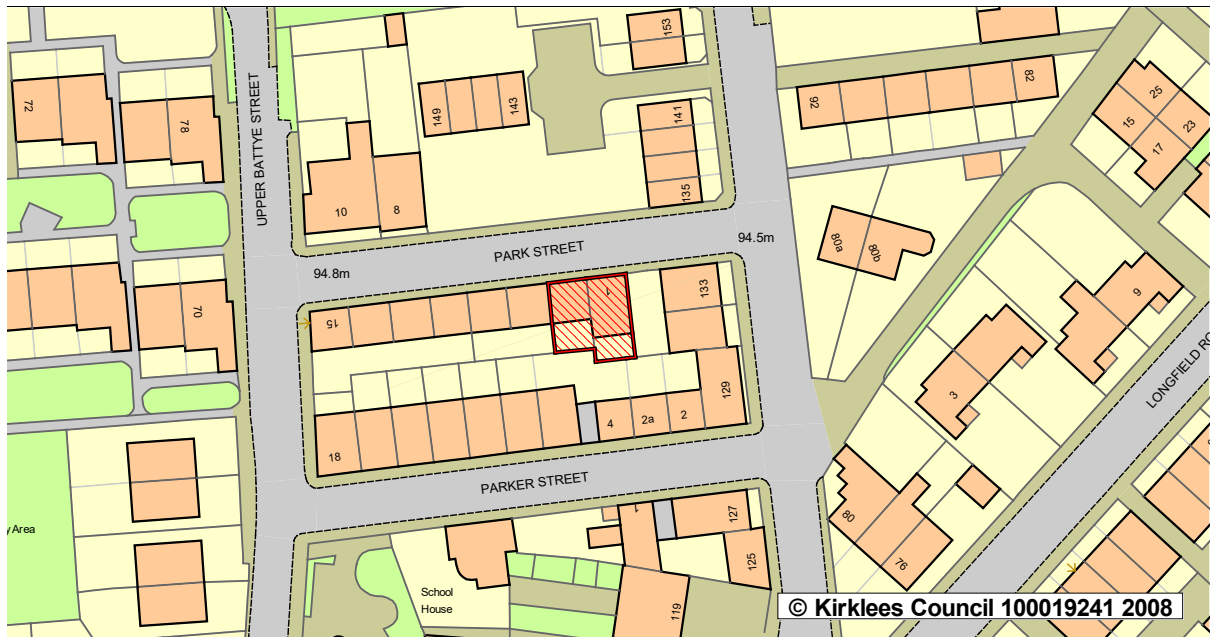 153
72
78
UPPER BATTYE STREET
149
143
141
135
92
82
25
15
23
17
10
8
PARK STREET
94.8m
94.5m
80a
80b
9
70
15
1
133
3
LONGFIELD RO
18
4
2a
2
129
PARKER STREET
y Area
1
127
125
80
76
School
House
119
© Kirklees Council 100019241 2008